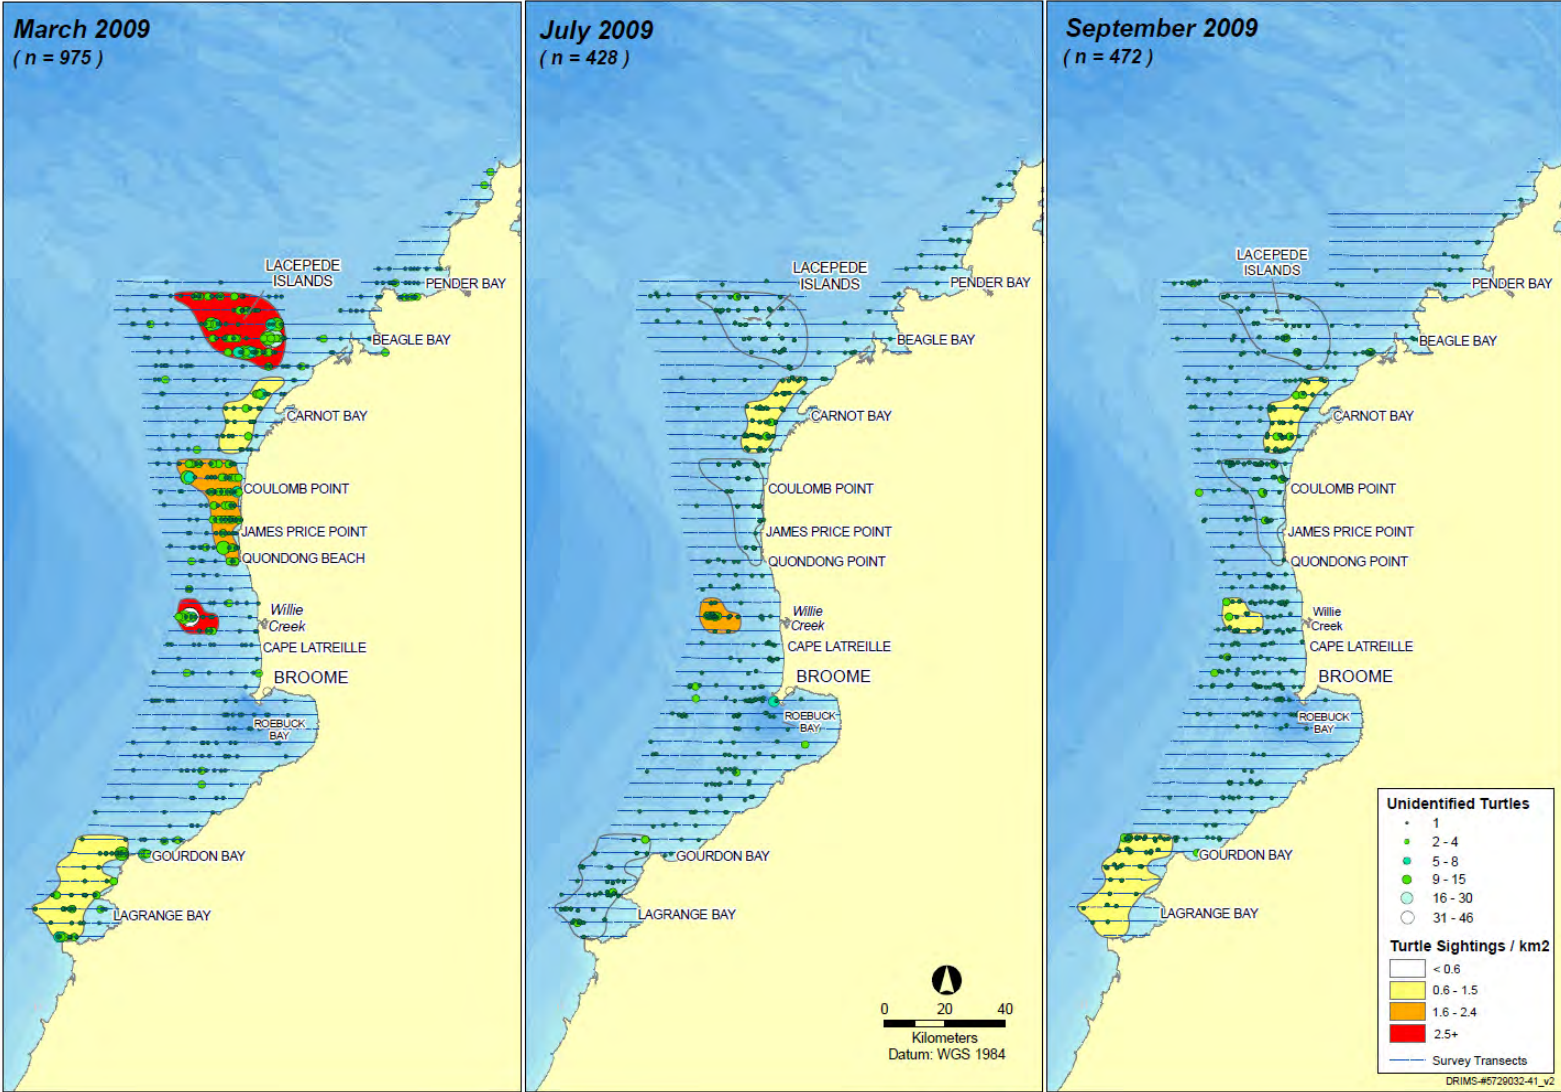 March 2009
( n = 975 )
LACEPEDE
ISLANDS
PENDER BAY
BEAGLE BAY
CARNOT BAY
COULOMB POINT
JAMES PRICE POINT
QUONDONG BEACH
Willie
Creek
CAPE LATREILLE
BROOME
ROEBUCK
BAY
GOURDON BAY
LAGRANGE BAY
July 2009
( n = 428 )
LACEPEDE
ISLANDS
PENDER BAY
BEAGLE BAY
CARNOT BAY
COULOMB POINT
JAMES PRICE POINT
QUONDONG POINT
Willie
Creek
CAPE LATREILLE
BROOME
ROEBUCK
BAY
GOURDON BAY
LAGRANGE BAY
0 20 40
Kilometers
Datum: WGS 1984
September 2009
( n = 472 )
LACEPEDE
ISLANDS
PENDER BAY
BEAGLE BAY
CARNOT BAY
COULOMB POINT
JAMES PRICE POINT
QUONDONG POINT
Willie
Creek
CAPE LATREILLE
BROOME
ROEBUCK
BAY
GOURDON BAY
LAGRANGE BAY
Unidentified Turtles
1
2 - 4
5 - 8
9 - 15
16 - 30
31 - 46
Turtle Sightings / km2
< 0.6
0.6 - 1.5
1.6 - 2.4
2.5+
Survey Transects
DRIMS-#5729032-41_v2